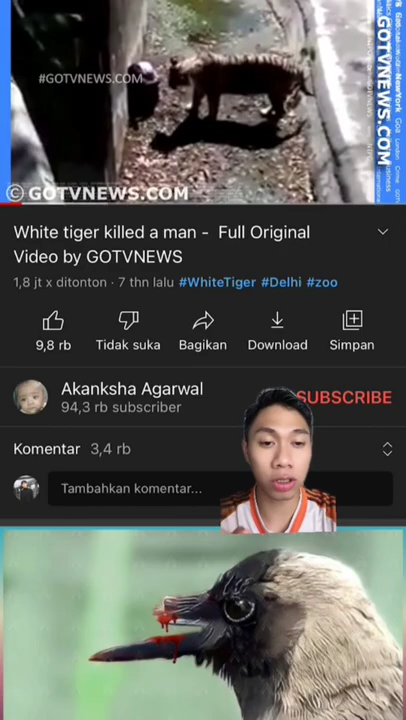 #GOTVNEWS.COM
GOTVNEWS.COM
© GOTVNEWS.COM
White tiger killed a man - Full Original
Video by GOTVNEWS
1,8 jt x ditonton · 7 thn lalu #WhiteTiger #Delhi #zoo
9,8 rb Tidak suka Bagikan Download Simpan
Akanksha Agarwal
SUBSCRIBE
94,3 rb subscriber
Komentar 3,4 rb
Tambahkan komentar...